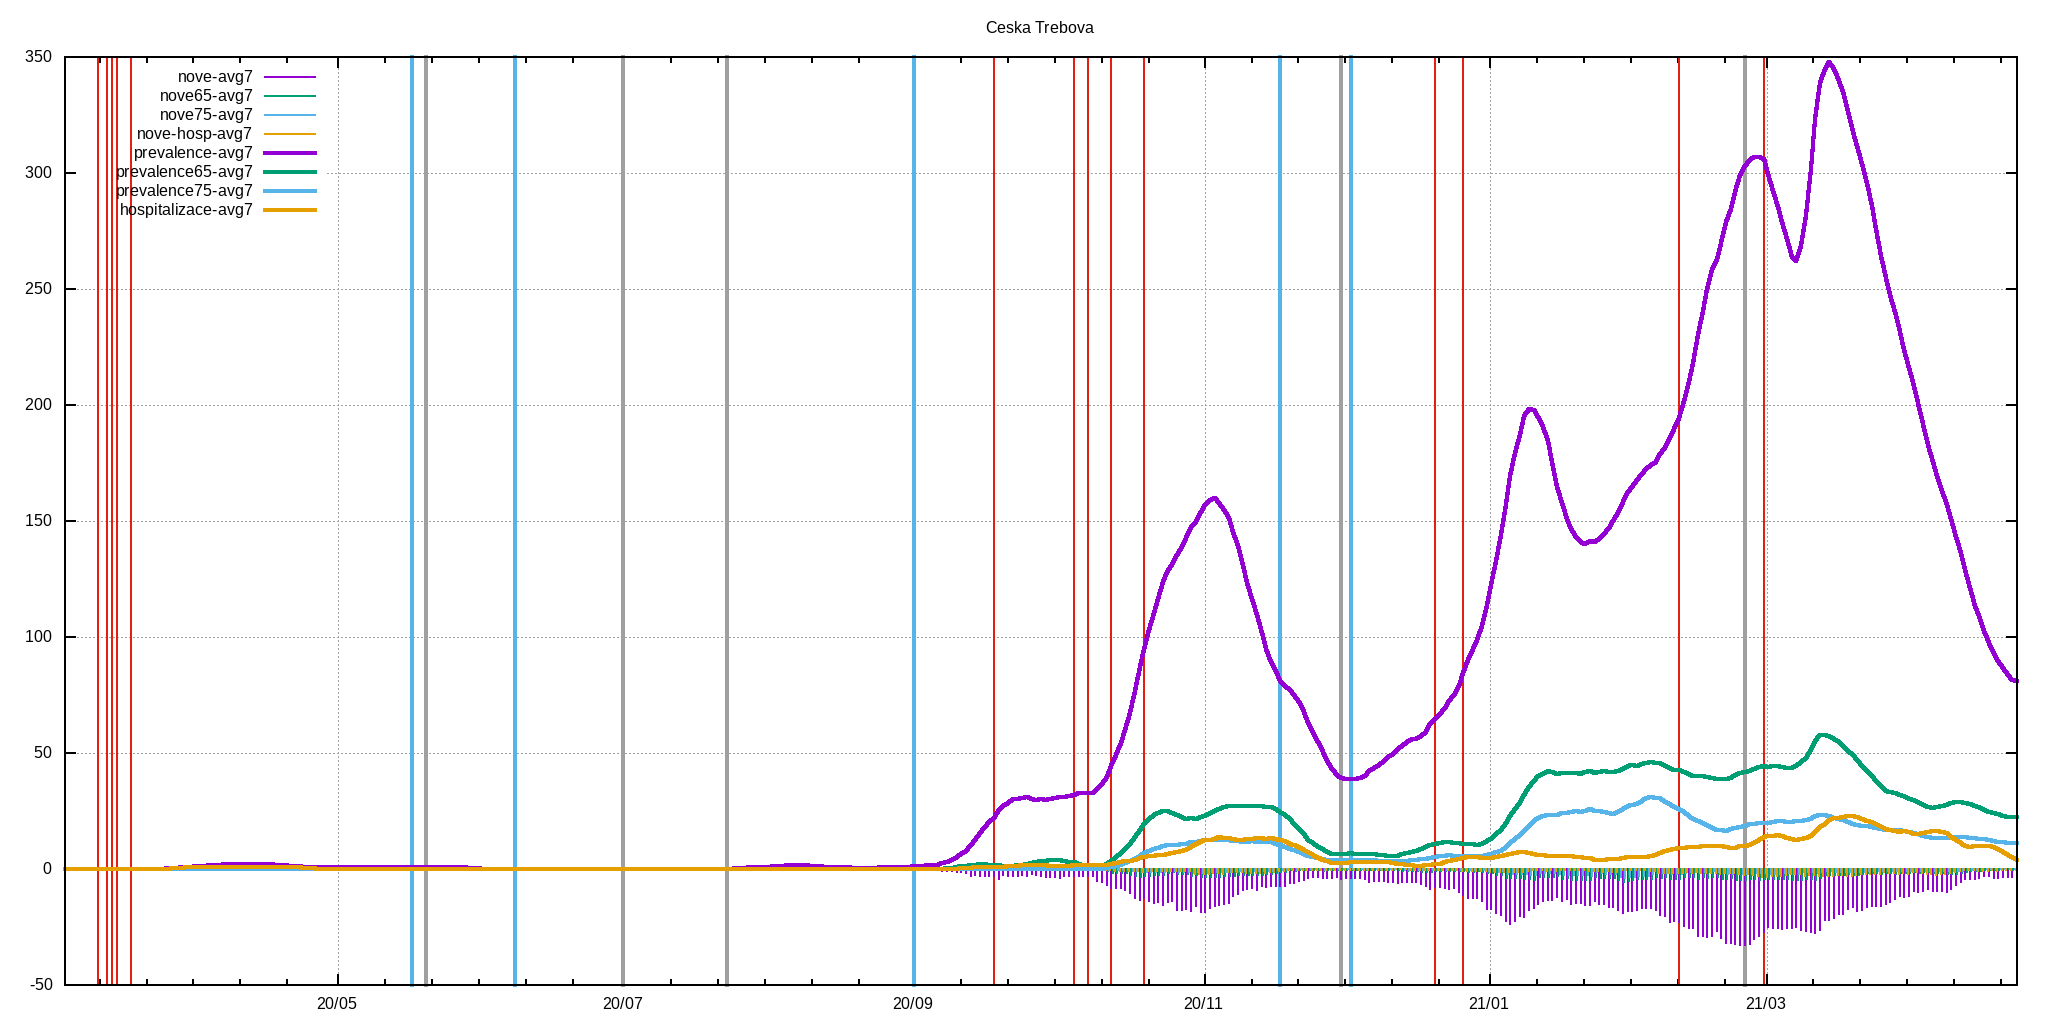 Ceska Trebova
350
300
250
200
150
100
50
0
-50
nove-avg7
nove65-avg7
nove75-avg7
nove-hosp-avg7
prevalence-avg7
prevalence65-avg7
prevalence75-avg7
hospitalizace-avg7
20/05
20/07
20/09
20/11
21/01
21/03